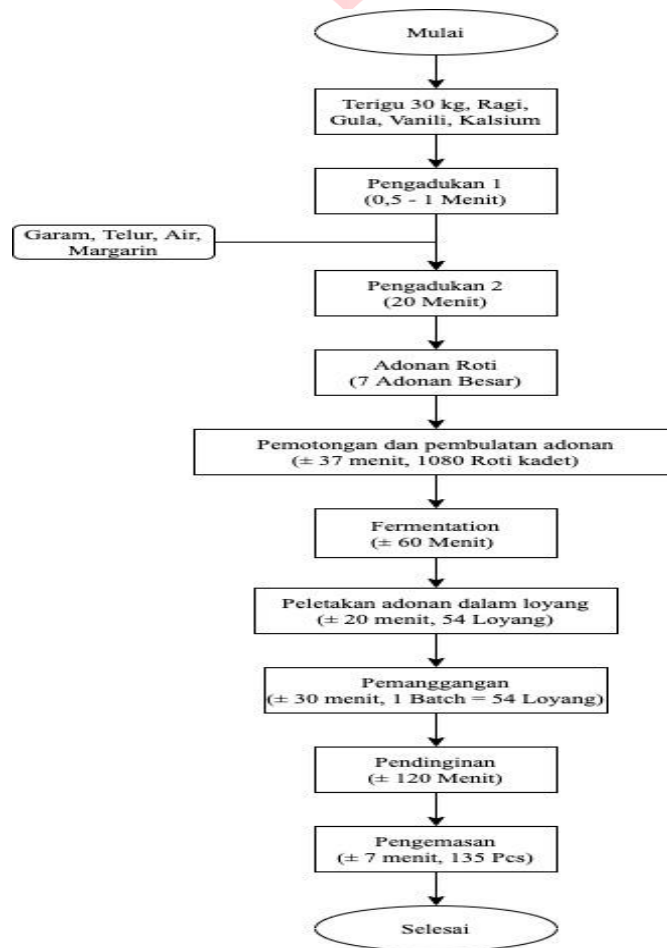 Mulai
Terigu 30 kg, Ragi,
Gula, Vanili, Kalsium
Pengadukan 1
(0,5 - 1 Menit)
Garam, Telur, Air,
Margarin
Pengadukan 2
(20 Menit)
Adonan Roti
(7 Adonan Besar)
Pemotongan dan pembulatan adonan
(± 37 menit, 1080 Roti kadet)
Fermentation
(± 60 Menit)
Peletakan adonan dalam loyang
(± 20 menit, 54 Loyang)
Pemanggangan
(± 30 menit, 1 Batch = 54 Loyang)
Pendinginan
(± 120 Menit)
Pengemasan
(± 7 menit, 135 Pcs)
Selesai